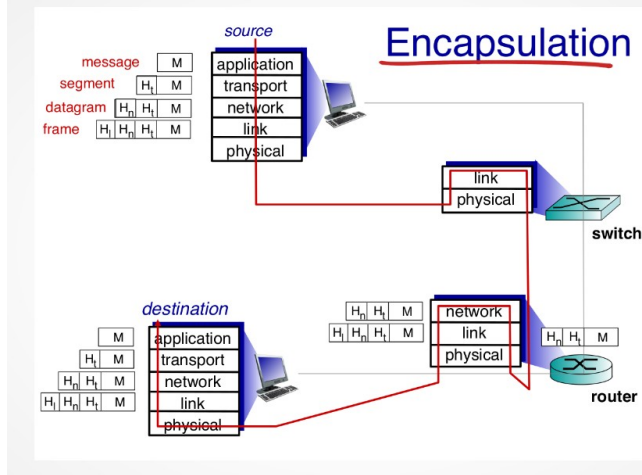 Encapsulation
source
message M
segment Ht M
datagram Hn Ht M
frame Hl Hn Ht M
application
transport
network
link
physical
link
physical
switch
destination
M
Ht M
Hn Ht M
Hl Hn Ht M
application
transport
network
link
physical
Hn Ht M
Hl Hn Ht M
network
link
physical
Hn Ht M
router